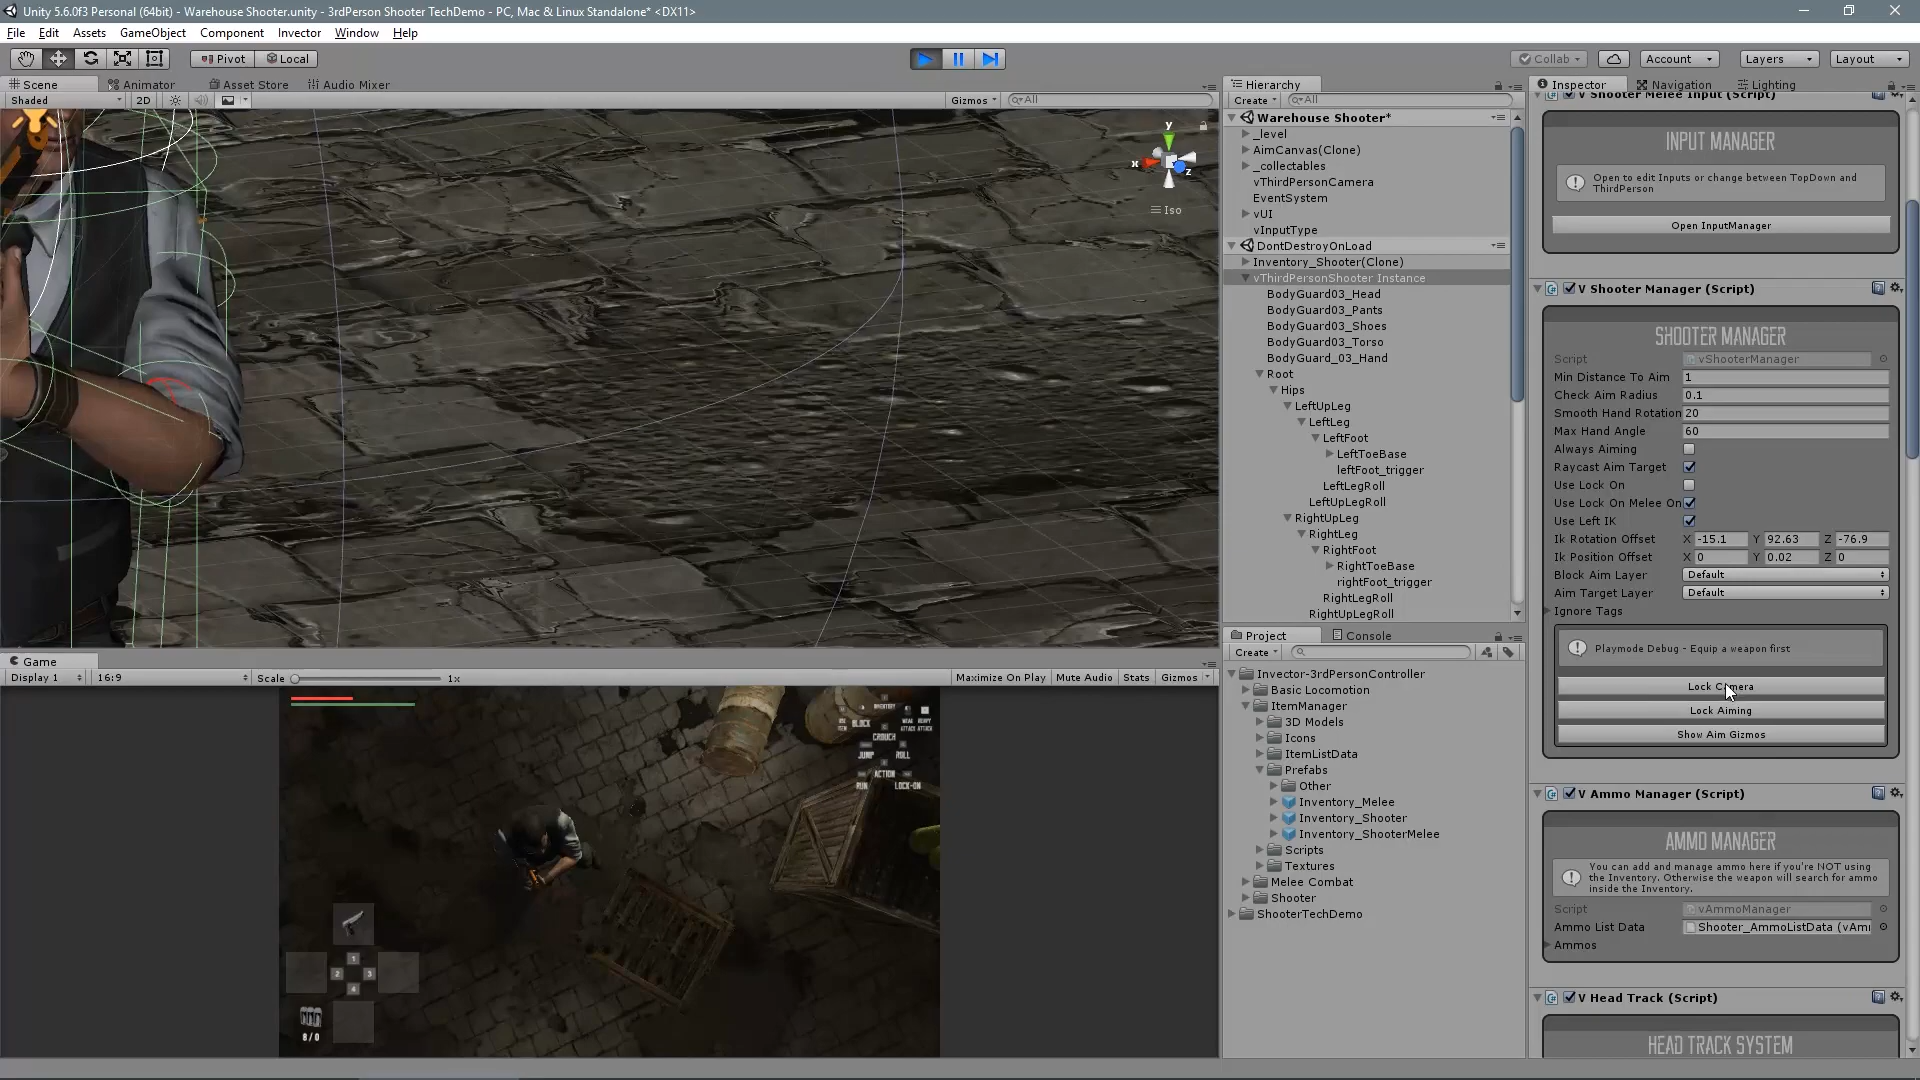 Unity 5.6.0f3 Personal (64bit) - Warehouse Shooter.unity - 3rdPerson Shooter TechDemo - PC, Mac & Linux Standalone* <DX11>
File Edit Assets GameObject Component Invector Window Help
Pivot Local Collab Account Layers Layout
Scene Animator Asset Store Audio Mixer
Shaded 2D Gizmos All
y
x
z
Iso
Game
Display 1 16:9 Scale 1x Maximize On Play Mute Audio Stats Gizmos
INVENTORY
BLOCK
CROUCH
JUMP ROLL
ACTION
RUN LOCK-ON
1
2 3
4
8/0
Hierarchy
Create All
Warehouse Shooter*
_level
AimCanvas(Clone)
_collectables
vThirdPersonCamera
EventSystem
vUI
vInputType
DontDestroyOnLoad
Inventory_Shooter(Clone)
vThirdPersonShooter Instance
BodyGuard03_Head
BodyGuard03_Pants
BodyGuard03_Shoes
BodyGuard03_Torso
BodyGuard_03_Hand
Root
Hips
LeftUpLeg
LeftLeg
LeftFoot
LeftToeBase
leftFoot_trigger
LeftLegRoll
LeftUpLegRoll
RightUpLeg
RightLeg
RightFoot
RightToeBase
rightFoot_trigger
RightLegRoll
RightUpLegRoll
Project Console
Create
Invector-3rdPersonController
Basic Locomotion
ItemManager
3D Models
Icons
ItemListData
Prefabs
Other
Inventory_Melee
Inventory_Shooter
Inventory_ShooterMelee
Scripts
Textures
Melee Combat
Shooter
ShooterTechDemo
Inspector Navigation Lighting
V Shooter Melee Input (Script)
INPUT MANAGER
Open to edit Inputs or change between TopDown and
ThirdPerson
Open InputManager
V Shooter Manager (Script)
SHOOTER MANAGER
Script vShooterManager
Min Distance To Aim 1
Check Aim Radius 0.1
Smooth Hand Rotation 20
Max Hand Angle 60
Always Aiming
Raycast Aim Target
Use Lock On
Use Lock On Melee On
Use Left IK
Ik Rotation Offset X -15.1 Y 92.63 Z -76.9
Ik Position Offset X 0 Y 0.02 Z 0
Block Aim Layer Default
Aim Target Layer Default
Ignore Tags
Playmode Debug - Equip a weapon first
Lock Camera
Lock Aiming
Show Aim Gizmos
V Ammo Manager (Script)
AMMO MANAGER
You can add and manage ammo here if you're NOT using
the Inventory. Otherwise the weapon will search for ammo
inside the Inventory.
Script vAmmoManager
Ammo List Data Shooter_AmmoListData (vAmi
Ammos
V Head Track (Script)
HEAD TRACK SYSTEM